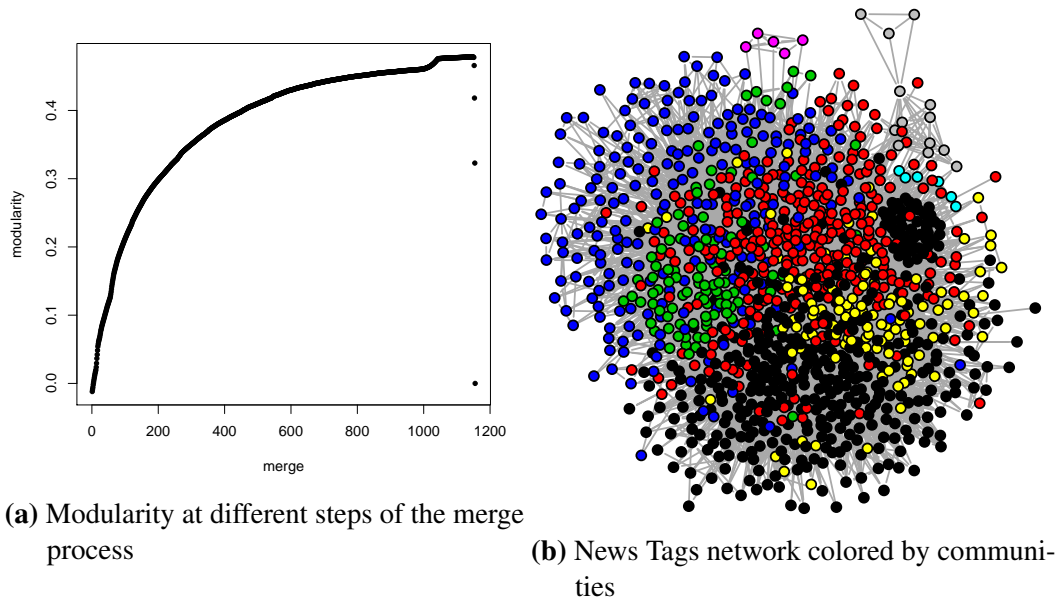 modularity
0.4
0.3
0.2
0.1
0.0
0 200 400 600 800 1000 1200
merge
(a) Modularity at different steps of the merge
process
(b) News Tags network colored by communi-
ties